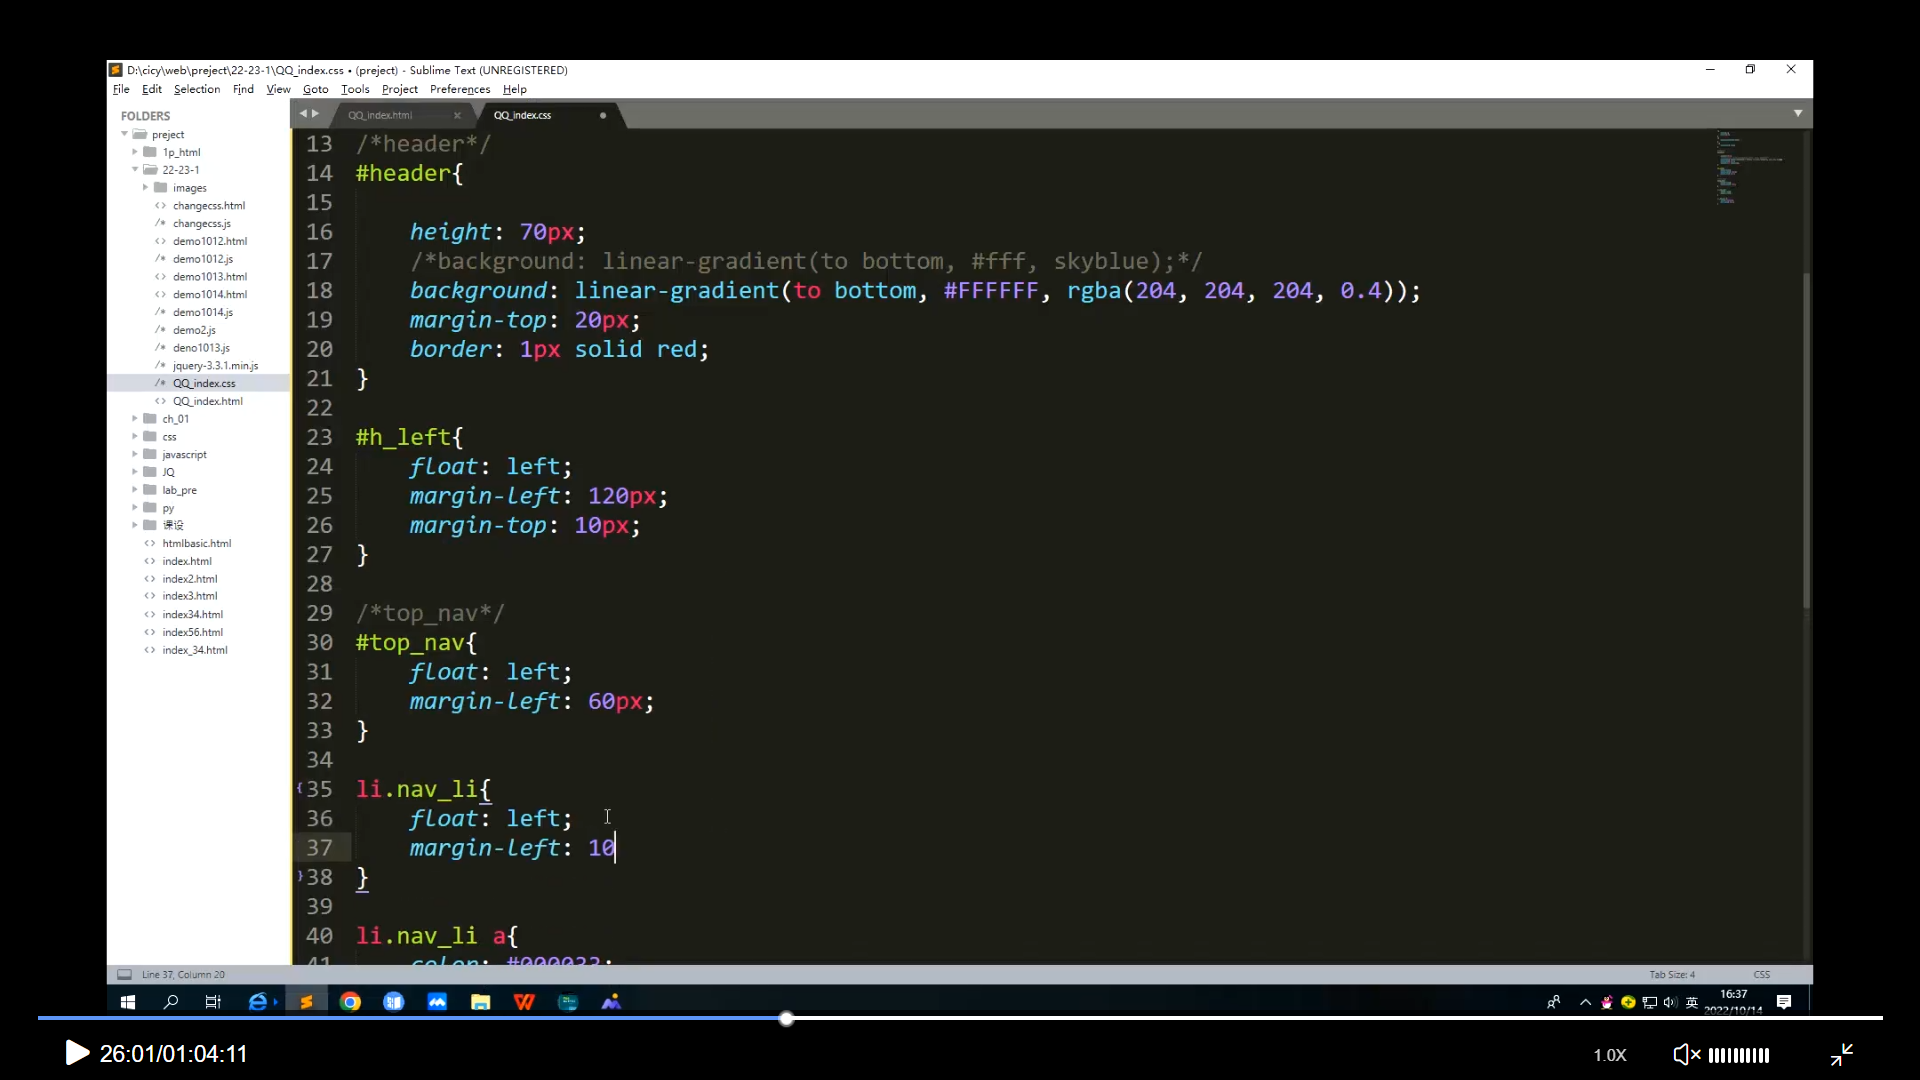 D:\cicy\web\preject\22-23-1\QQ_index.css • (preject) - Sublime Text (UNREGISTERED)
File Edit Selection Find View Goto Tools Project Preferences Help
FOLDERS
preject
1p_html
22-23-1
images
changecss.html
changecss.js
demo1012.html
demo1012.js
demo1013.html
demo1014.html
demo1014.js
demo2.js
deno1013.js
jquery-3.3.1.min.js
QQ_index.css
QQ_index.html
ch_01
css
javascript
JQ
lab_pre
py
课设
htmlbasic.html
index.html
index2.html
index3.html
index34.html
index56.html
index_34.html
QQ_index.html
QQ_index.css
13 /*header*/
14 #header{
15
16 height: 70px;
17 /*background: linear-gradient(to bottom, #fff, skyblue);*/
18 background: linear-gradient(to bottom, #FFFFFF, rgba(204, 204, 204, 0.4));
19 margin-top: 20px;
20 border: 1px solid red;
21 }
22
23 #h_left{
24 float: left;
25 margin-left: 120px;
26 margin-top: 10px;
27 }
28
29 /*top_nav*/
30 #top_nav{
31 float: left;
32 margin-left: 60px;
33 }
34
35 li.nav_li{
36 float: left;
37 margin-left: 10
38 }
39
40 li.nav_li a{
41 color: #000033;
Line 37, Column 20
Tab Size: 4
CSS
英
16:37
2022/10/14
26:01/01:04:11
1.0X